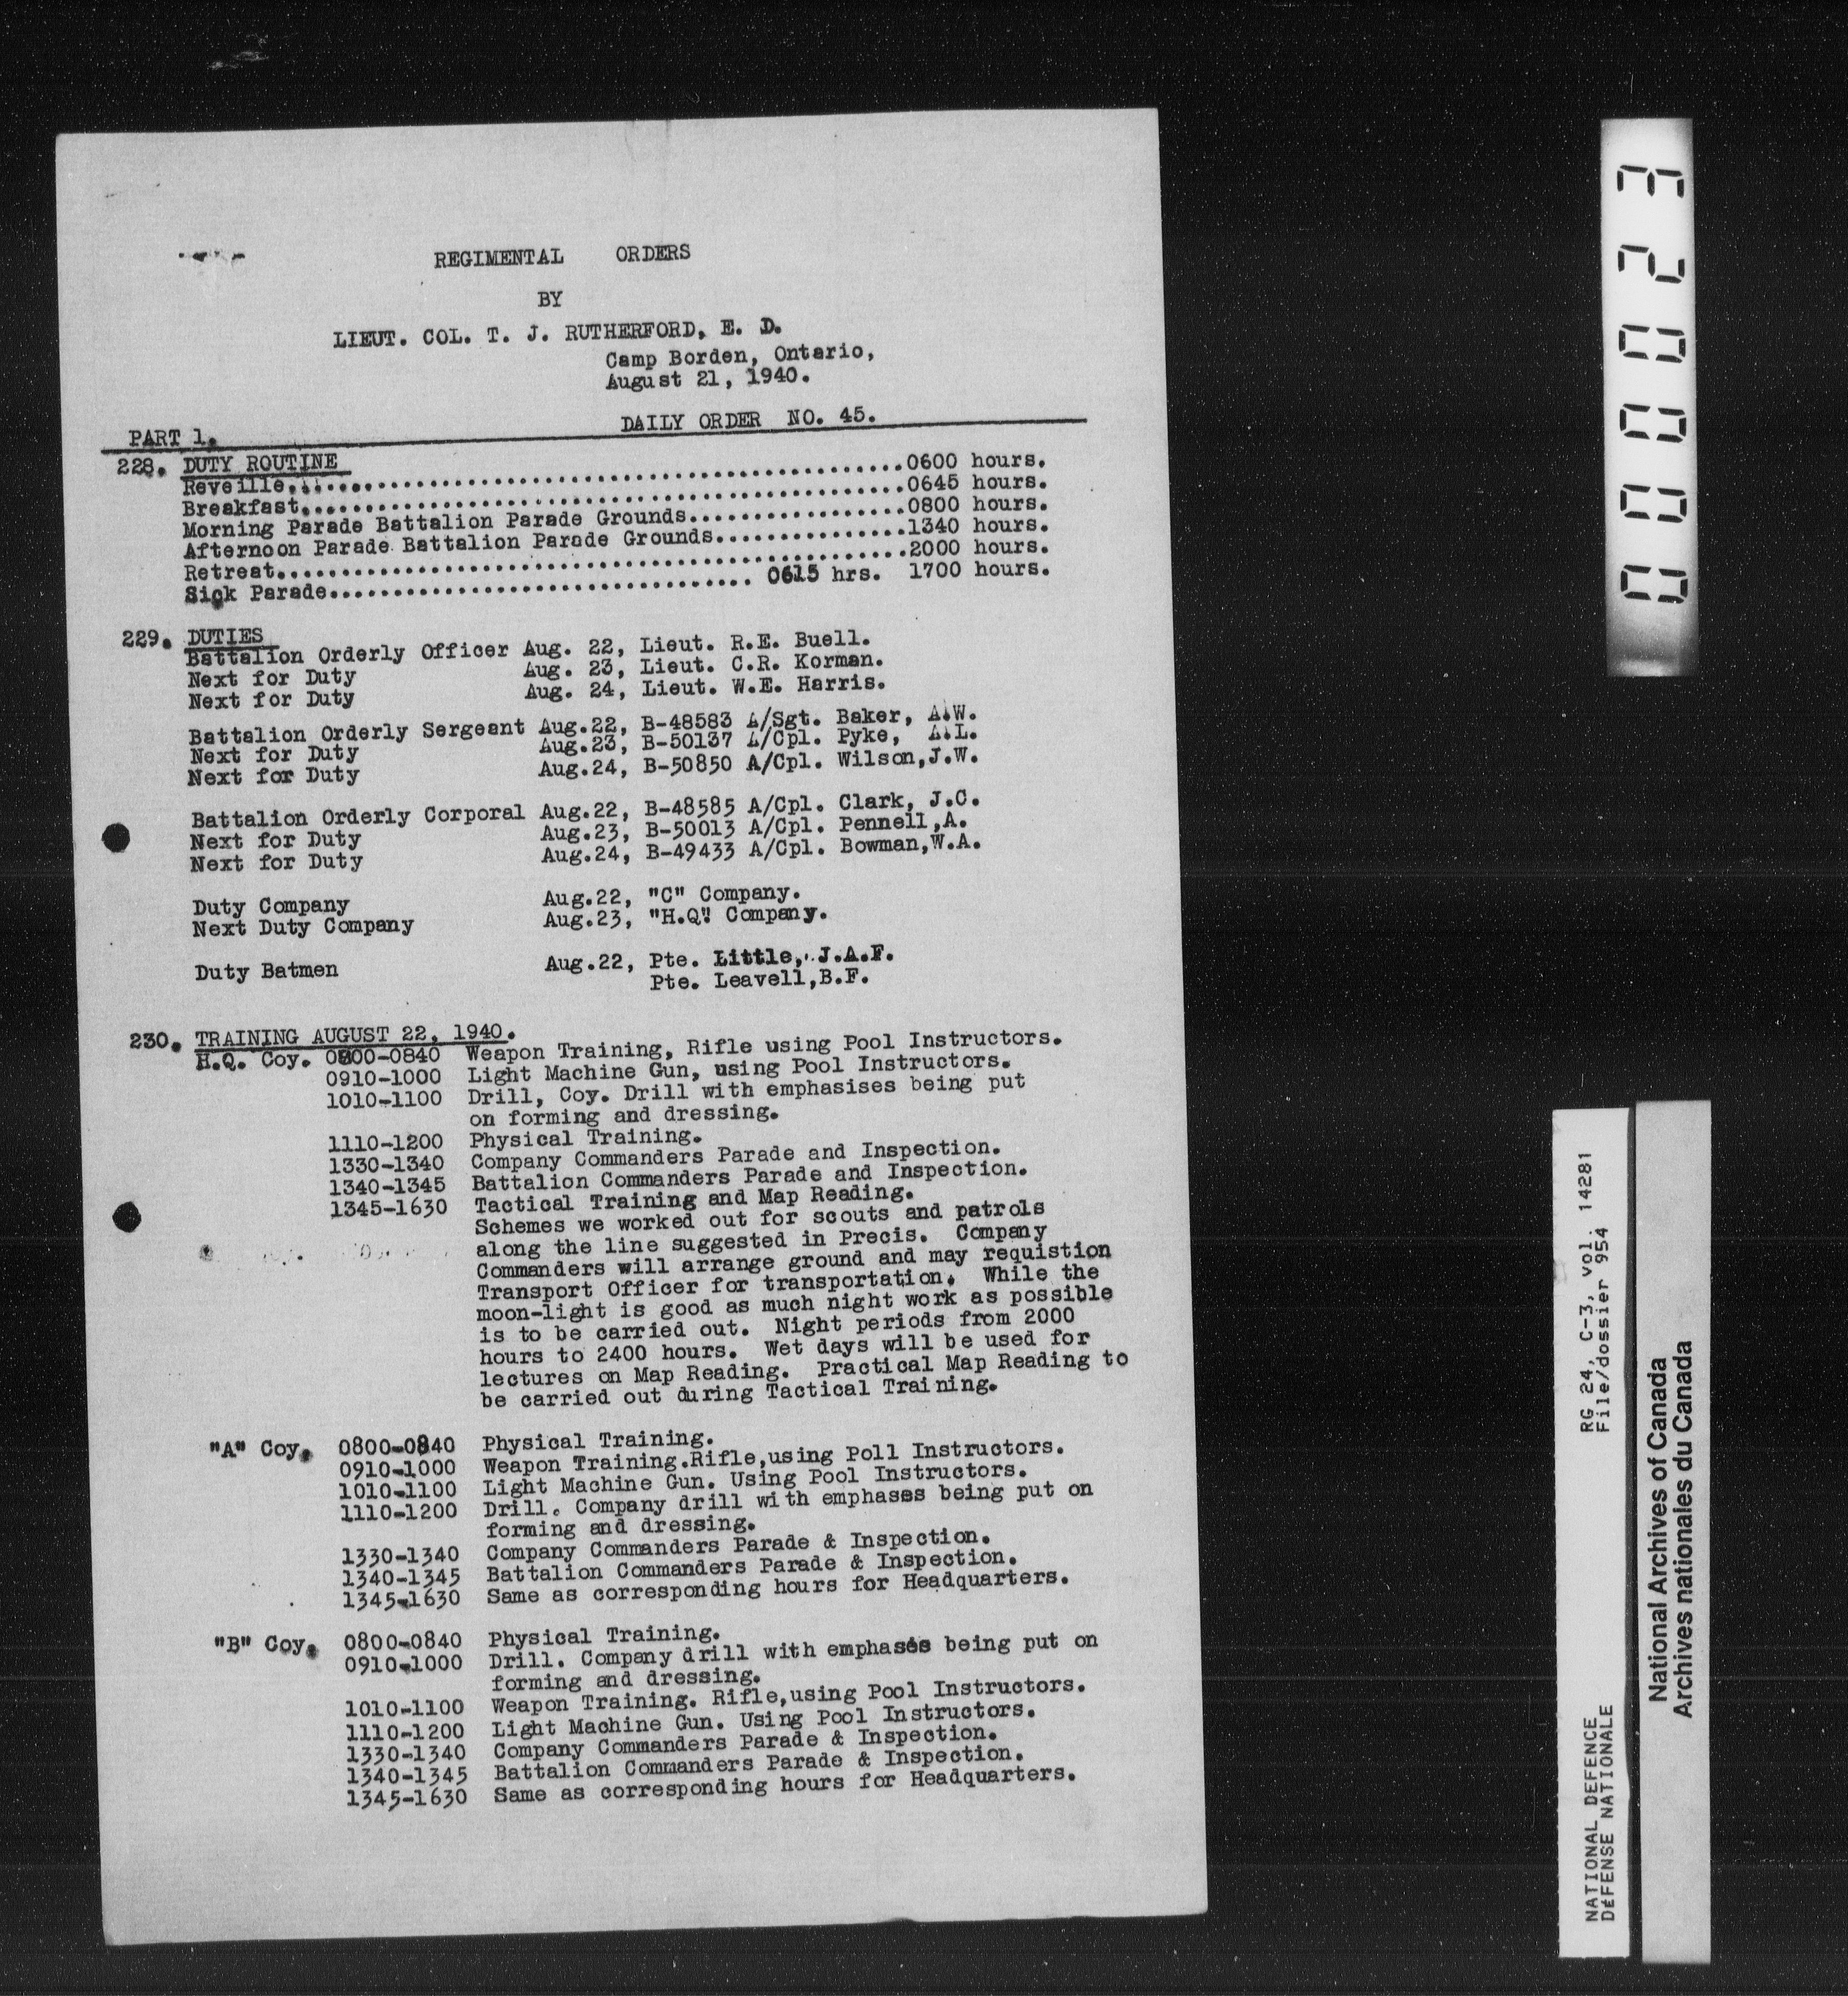 REGIMENTAL ORDERS
BY
LIEUT. COL. T. J. RUTHERFORD, E. D.
Camp Borden, Ontario,
August 21, 1940.
DAILY ORDER NO. 45.
PART 1.
228. DUTY ROUTINE
Reveille..................................................0600 hours.
Breakfast.................................................0645 hours.
Morning Parade Battalion Parade Grounds.................0800 hours.
Afternoon Parade Battalion Parade Grounds...............1340 hours.
Retreat...................................................2000 hours.
Sick Parade.................................. 0615 hrs. 1700 hours.
229. DUTIES
Battalion Orderly Officer Aug. 22, Lieut. R.E. Buell.
Next for Duty Aug. 23, Lieut. C.R. Korman.
Next for Duty Aug. 24, Lieut. W.E. Harris.
Battalion Orderly Sergeant Aug.22, B-48583 A/Sgt. Baker, A.W.
Next for Duty Aug.23, B-50137 A/Cpl. Pyke, A.L.
Next for Duty Aug.24, B-50850 A/Cpl. Wilson,J.W.
Battalion Orderly Corporal Aug.22, B-48585 A/Cpl. Clark, J.C.
Next for Duty Aug.23, B-50013 A/Cpl. Pennell,A.
Next for Duty Aug.24, B-49433 A/Cpl. Bowman,W.A.
Duty Company Aug.22, "C" Company.
Next Duty Company Aug.23, "H.Q." Company.
Duty Batmen Aug.22, Pte. Little, J.A.F.
Pte. Leavell,B.F.
230. TRAINING AUGUST 22, 1940.
H.Q. Coy. 0800-0840 Weapon Training, Rifle using Pool Instructors.
0910-1000 Light Machine Gun, using Pool Instructors.
1010-1100 Drill, Coy. Drill with emphasises being put
on forming and dressing.
1110-1200 Physical Training.
1330-1340 Company Commanders Parade and Inspection.
1340-1345 Battalion Commanders Parade and Inspection.
1345-1630 Tactical Training and Map Reading.
Schemes we worked out for scouts and patrols
along the line suggested in Precis. Company
Commanders will arrange ground and may requistion
Transport Officer for transportation. While the
moon-light is good as much night work as possible
is to be carried out. Night periods from 2000
hours to 2400 hours. Wet days will be used for
lectures on Map Reading. Practical Map Reading to
be carried out during Tactical Training.
"A" Coy. 0800-0840 Physical Training.
0910-1000 Weapon Training.Rifle,using Poll Instructors.
1010-1100 Light Machine Gun. Using Pool Instructors.
1110-1200 Drill. Company drill with emphases being put on
forming and dressing.
1330-1340 Company Commanders Parade & Inspection.
1340-1345 Battalion Commanders Parade & Inspection.
1345-1630 Same as corresponding hours for Headquarters.
"B" Coy. 0800-0840 Physical Training.
0910-1000 Drill. Company drill with emphases being put on
forming and dressing.
1010-1100 Weapon Training. Rifle,using Pool Instructors.
1110-1200 Light Machine Gun. Using Pool Instructors.
1330-1340 Company Commanders Parade & Inspection.
1340-1345 Battalion Commanders Parade & Inspection.
1345-1630 Same as corresponding hours for Headquarters.
000023
NATIONAL DEFENCE RG 24, C-3, vol. 14281
DÉFENSE NATIONALE File/dossier 954
National Archives of Canada
Archives nationales du Canada